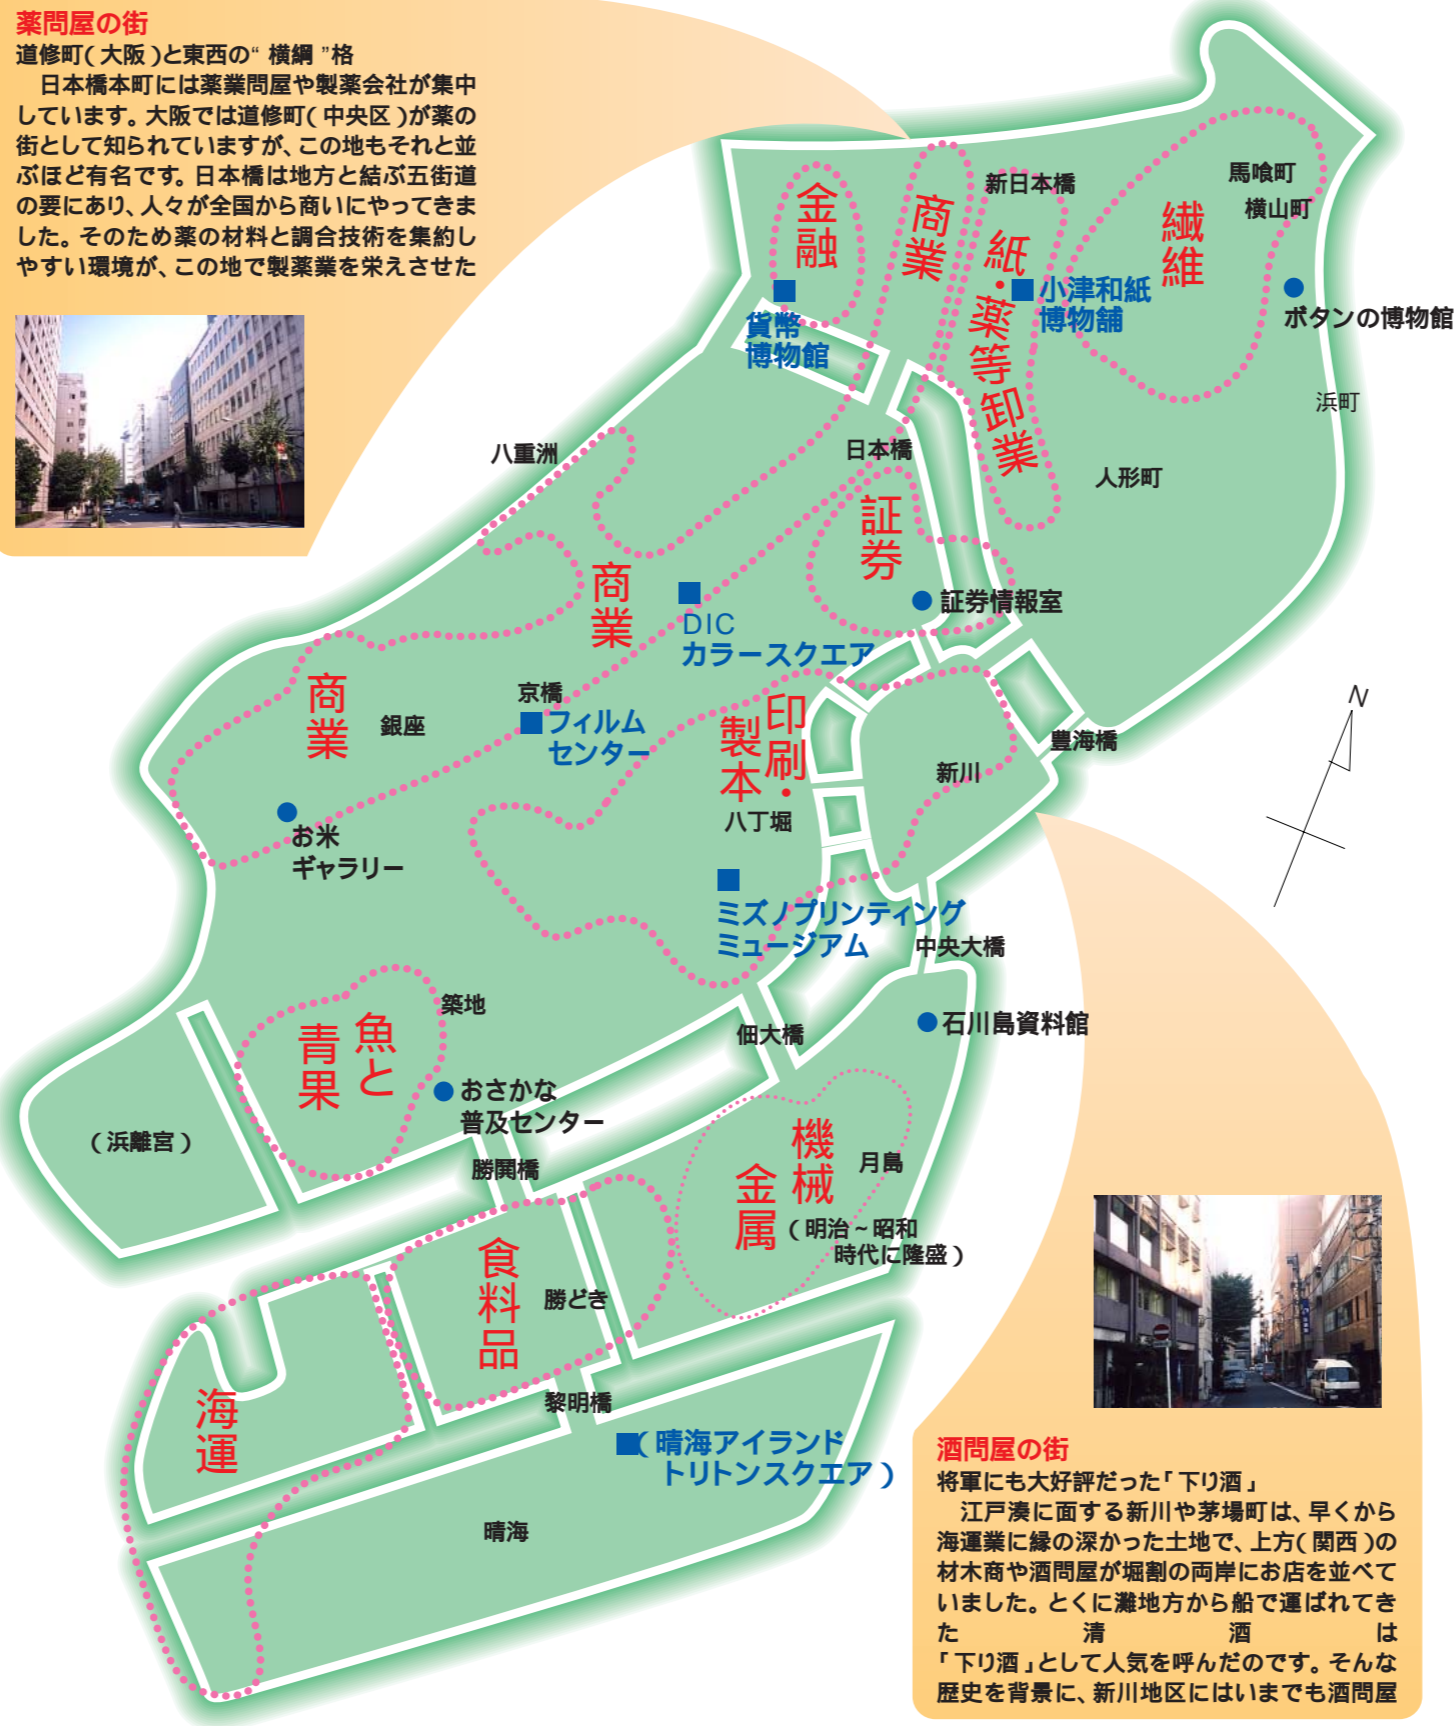 薬問屋の街
道修町(大阪)と東西の“横綱”格
　日本橋本町には薬業問屋や製薬会社が集中
しています。大阪では道修町(中央区)が薬の
街として知られていますが、この地もそれと並
ぶほど有名です。日本橋は地方と結ぶ五街道
の要にあり、人々が全国から商いにやってきま
した。そのため薬の材料と調合技術を集約し
やすい環境が、この地で製薬業を栄えさせた
金融
商業
新日本橋
紙・薬等卸業
繊維
馬喰町
横山町
貨幣
博物館
小津和紙
博物舗
ボタンの博物館
浜町
八重洲
日本橋
人形町
証券
商業
DIC
カラースクエア
証券情報室
商業
銀座
京橋
フィルム
センター
印刷・
製本
八丁堀
新川
豊海橋
N
お米
ギャラリー
ミズノプリンティング
ミュージアム
中央大橋
築地
魚と
青果
佃大橋
石川島資料館
おさかな
普及センター
(浜離宮)
勝鬨橋
機械
金属
月島
(明治~昭和
時代に隆盛)
食料品
勝どき
海運
黎明橋
(晴海アイランド
トリトンスクエア)
晴海
酒問屋の街
将軍にも大好評だった「下り酒」
　江戸湊に面する新川や茅場町は、早くから
海運業に縁の深かった土地で、上方(関西)の
材木商や酒問屋が堀割の両岸にお店を並べて
いました。とくに灘地方から船で運ばれてき
た清酒は
「下り酒」として人気を呼んだのです。そんな
歴史を背景に、新川地区にはいまでも酒問屋